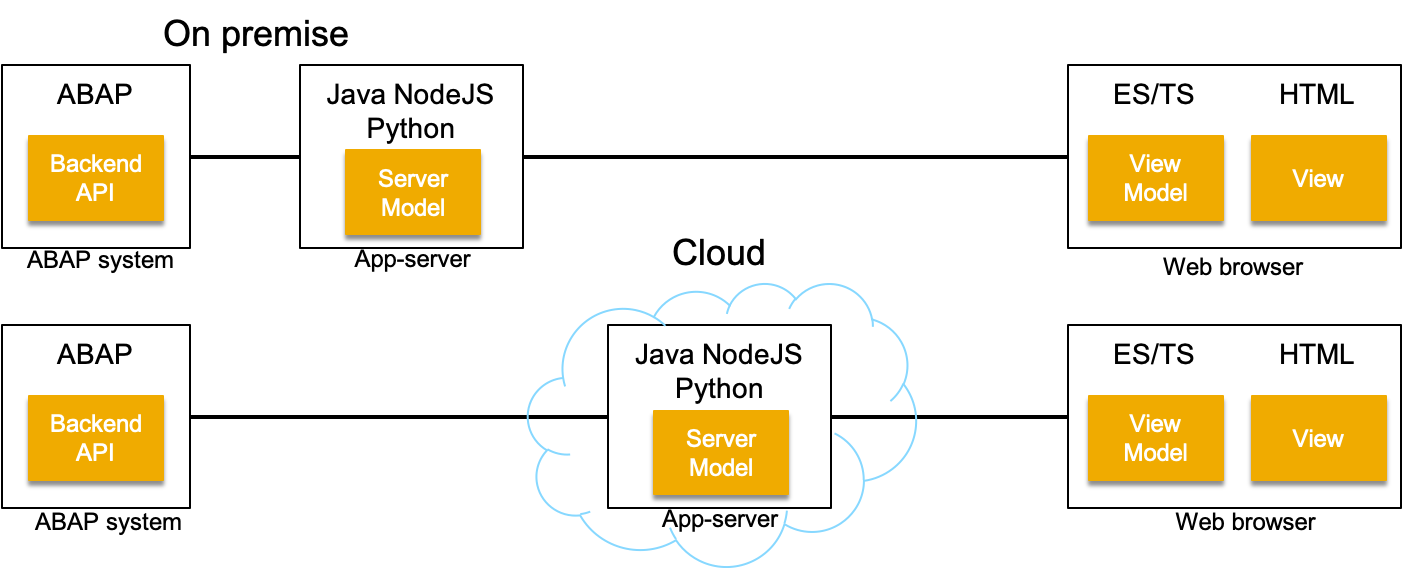 On premise
ABAP
Backend
API
ABAP system
Java NodeJS
Python
Server
Model
App-server
ES/TS
View
Model
HTML
View
Web browser
Cloud
ABAP
Backend
API
ABAP system
Java NodeJS
Python
Server
Model
App-server
ES/TS
View
Model
HTML
View
Web browser